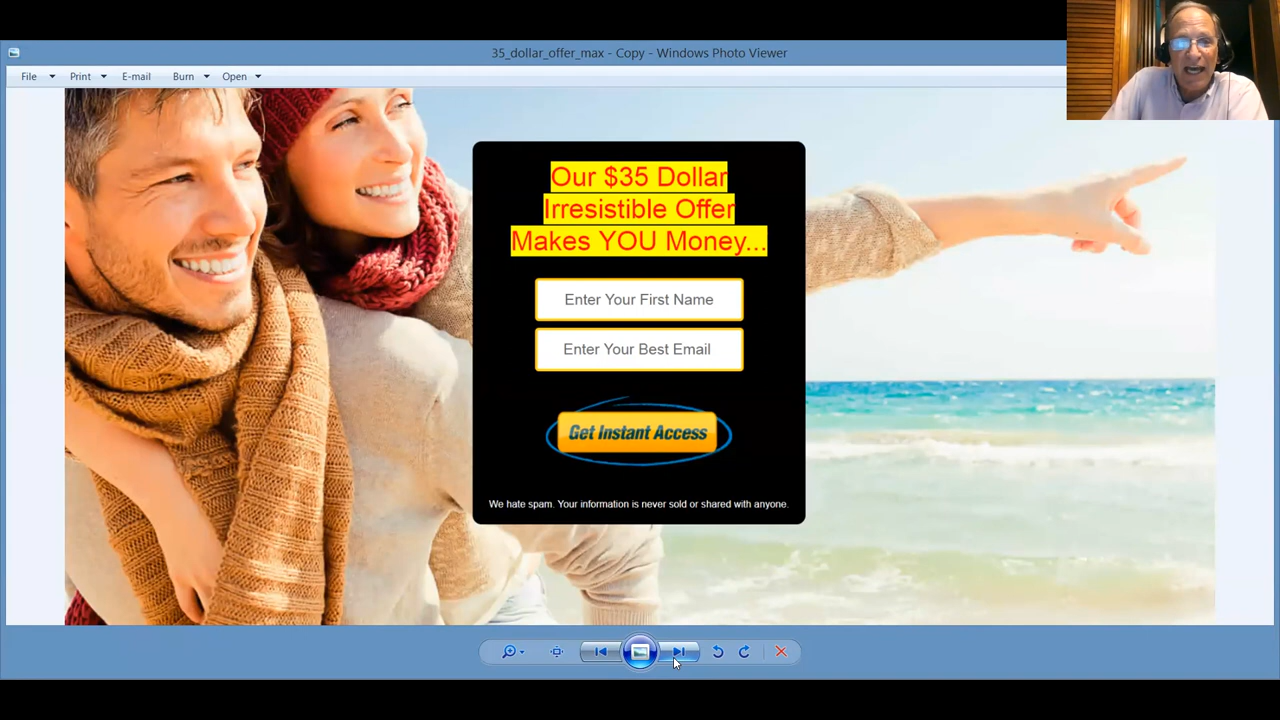 35_dollar_offer_max - Copy - Windows Photo Viewer
File Print E-mail Burn Open
Our $35 Dollar
Irresistible Offer
Makes YOU Money...
Enter Your First Name
Enter Your Best Email
Get Instant Access
We hate spam. Your information is never sold or shared with anyone.